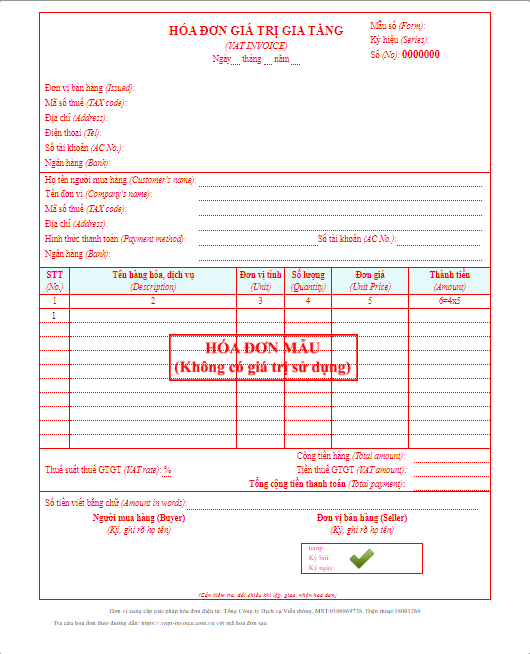 HÓA ĐƠN GIÁ TRỊ GIA TĂNG
(VAT INVOICE)
Ngày tháng năm
Mẫu số (Form):
Ký hiệu (Series):
Số (No): 0000000
Đơn vị bán hàng (Issued):
Mã số thuế (TAX code):
Địa chỉ (Address):
Điện thoại (Tel):
Số tài khoản (AC No.):
Ngân hàng (Bank):
Họ tên người mua hàng (Customer's name):
Tên đơn vị (Company's name):
Mã số thuế (TAX code):
Địa chỉ (Address):
Hình thức thanh toán (Payment method): Số tài khoản (AC No.):
Ngân hàng (Bank):
STT Tên hàng hóa, dịch vụ Đơn vị tính Số lượng Đơn giá Thành tiền
(No.) (Description) (Unit) (Quantity) (Unit Price) (Amount)
1 2 3 4 5 6=4x5
1
HÓA ĐƠN MẪU
(Không có giá trị sử dụng)
Cộng tiền hàng (Total amount):
Thuế suất thuế GTGT (VAT rate): % Tiền thuế GTGT (VAT amount):
Tổng cộng tiền thanh toán (Total payment):
Số tiền viết bằng chữ (Amount in words):
Người mua hàng (Buyer) Đơn vị bán hàng (Seller)
(Ký, ghi rõ họ tên) (Ký, ghi rõ họ tên)
Ký bởi:
Ký ngày:
(Cần kiểm tra, đối chiếu khi lập, giao, nhận hoá đơn)
Đơn vị cung cấp giải pháp hóa đơn điện tử: Tổng Công ty Dịch vụ Viễn thông, MST:0106869738, Điện thoại:18001260
Tra cứu hoá đơn theo đường dẫn: https://vnpt-invoice.com.vn với mã hoá đơn sau